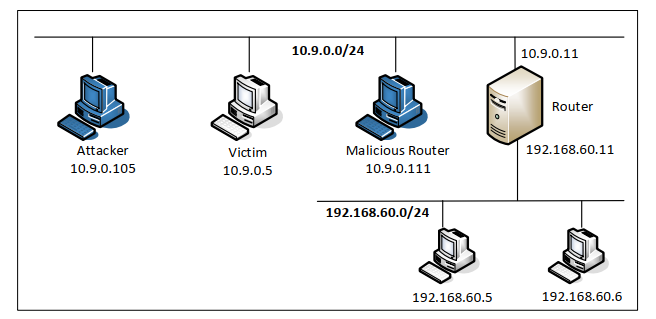 10.9.0.0/24
10.9.0.11
Attacker
10.9.0.105
Victim
10.9.0.5
Malicious Router
10.9.0.111
Router
192.168.60.11
192.168.60.0/24
192.168.60.5
192.168.60.6